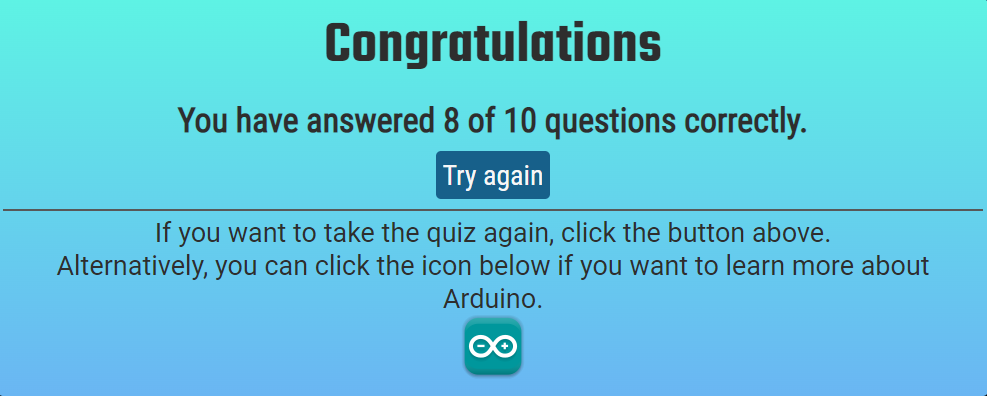 Congratulations
You have answered 8 of 10 questions correctly.
Try again
If you want to take the quiz again, click the button above.
Alternatively, you can click the icon below if you want to learn more about
Arduino.